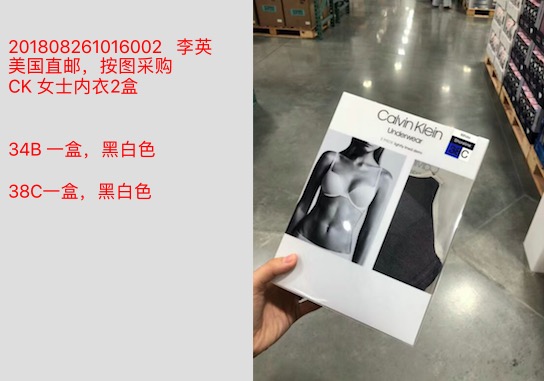 201808261016002 李英
美国直邮，按图采购
CK 女士内衣2盒
34B 一盒，黑白色
38C一盒，黑白色
Calvin Klein
Underwear
C